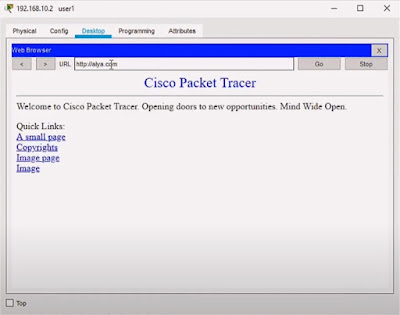 192.168.10.2 user1
Physical Config Desktop Programming Attributes
Web Browser X
< > URL http://alya.com Go Stop
Cisco Packet Tracer
Welcome to Cisco Packet Tracer. Opening doors to new opportunities. Mind Wide Open.
Quick Links:
A small page
Copyrights
Image page
Image
Top